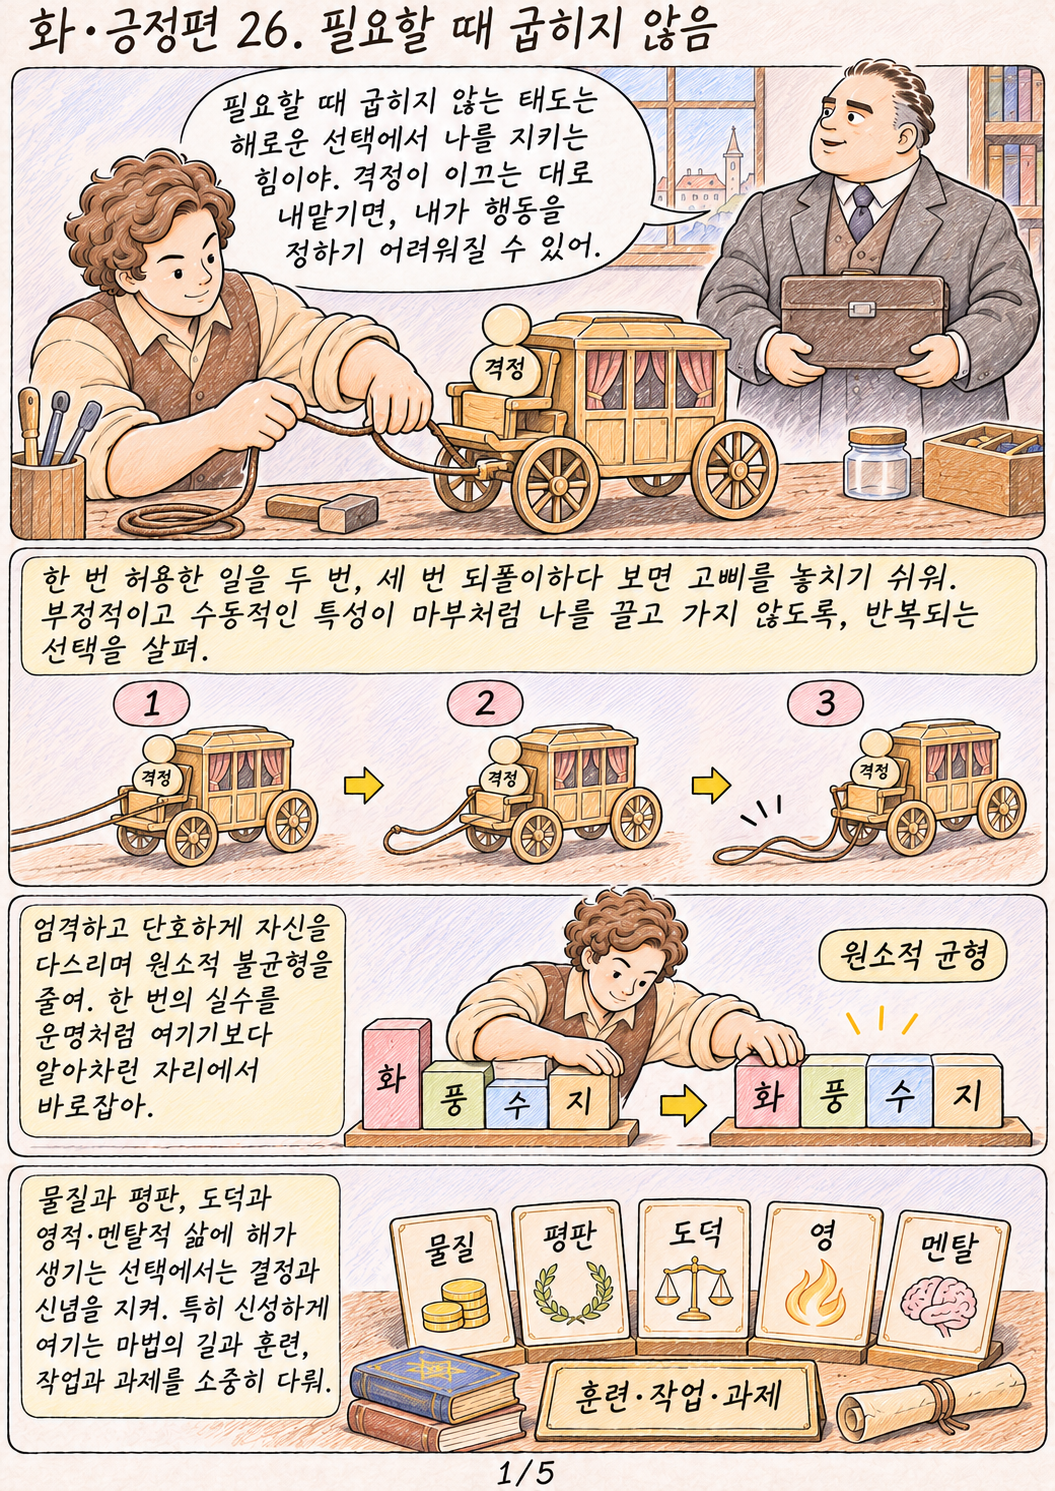 화·긍정편 26. 필요할 때 굽히지 않음
필요할 때 굽히지 않는 태도는
해로운 선택에서 나를 지키는
힘이야. 격정이 이끄는 대로
내맡기면, 내가 행동을
정하기 어려워질 수 있어.
격정
한 번 허용한 일을 두 번, 세 번 되풀이하다 보면 고삐를 놓치기 쉬워.
부정적이고 수동적인 특성이 마부처럼 나를 끌고 가지 않도록, 반복되는
선택을 살펴.
1
2
3
격정
격정
격정
엄격하고 단호하게 자신을
다스리며 원소적 불균형을
줄여. 한 번의 실수를
운명처럼 여기기보다
알아차린 자리에서
바로잡아.
원소적 균형
화 풍 수 지
화 풍 수 지
물질과 평판, 도덕과
영적·멘탈적 삶에 해가
생기는 선택에서는 결정과
신념을 지켜. 특히 신성하게
여기는 마법의 길과 훈련,
작업과 과제를 소중히 다뤄.
물질
평판
도덕
영
멘탈
훈련·작업·과제
1/5